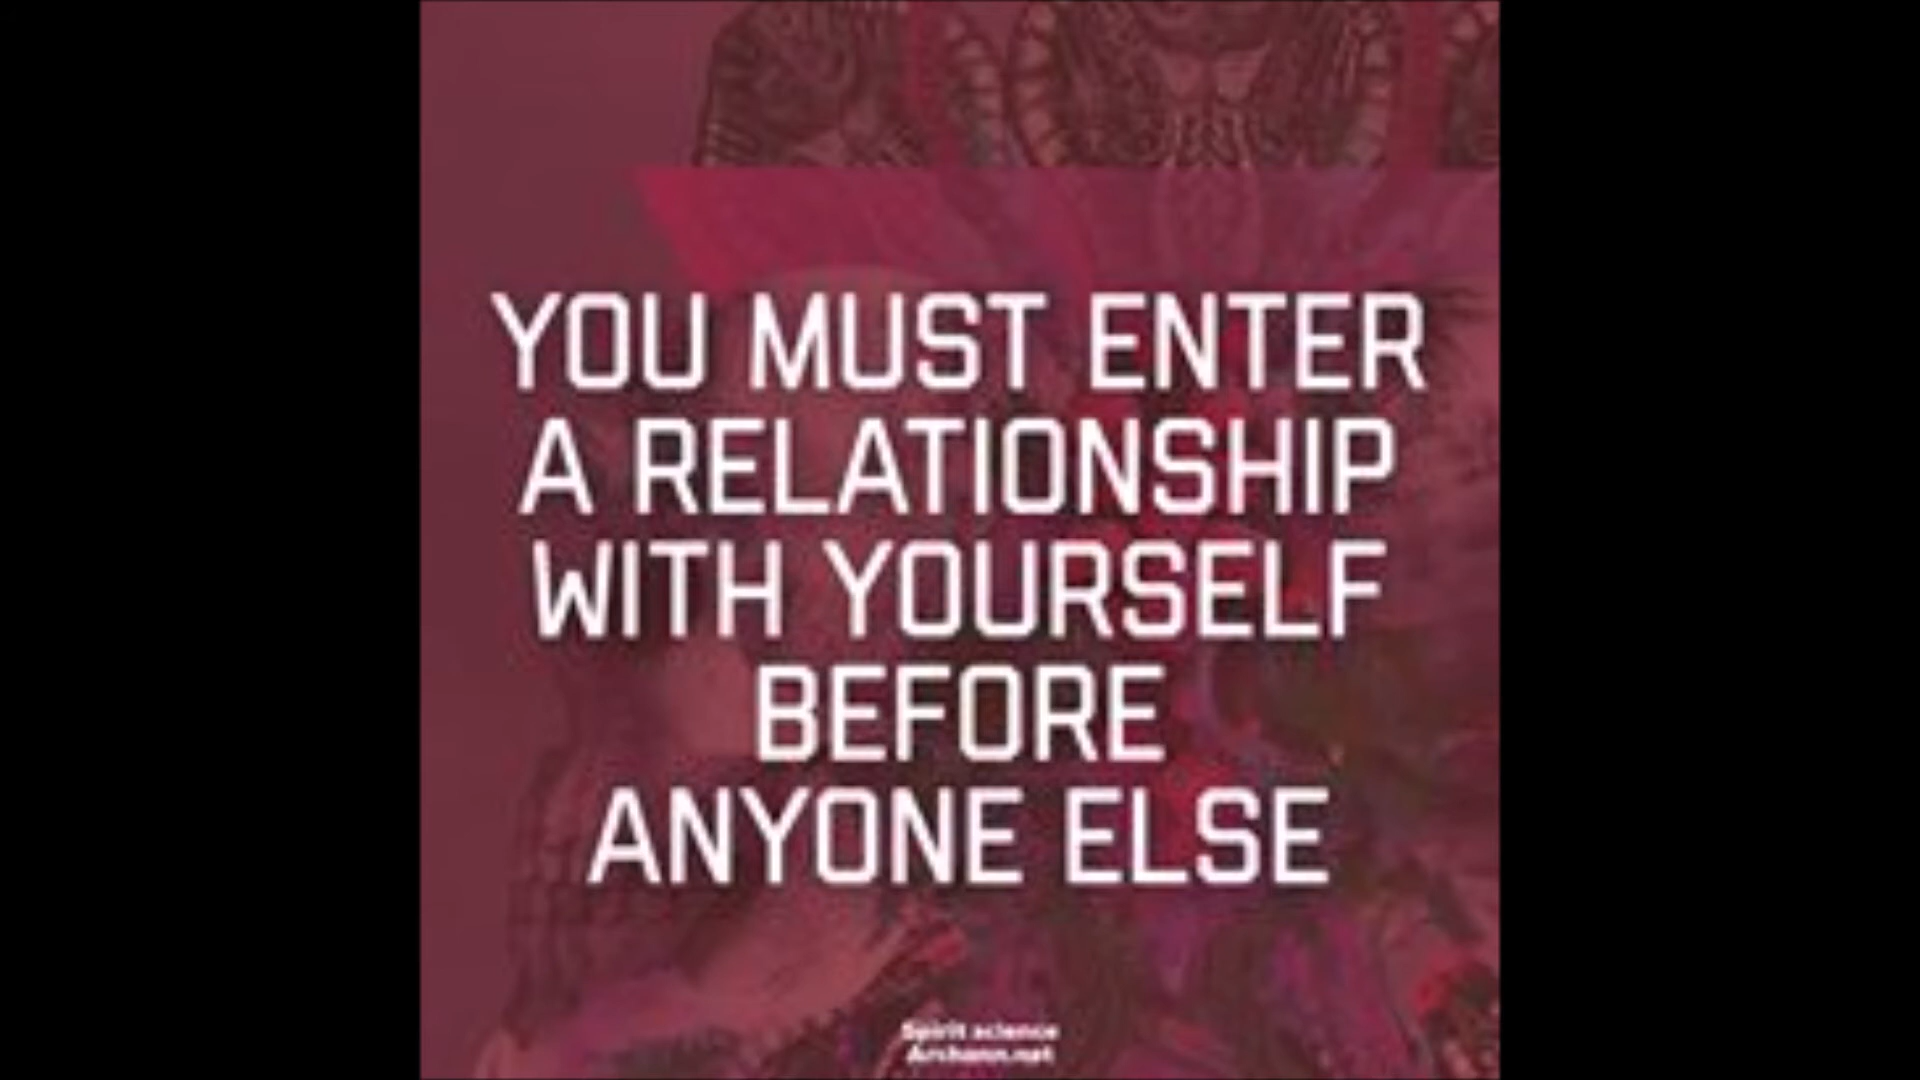 YOU MUST ENTER
A RELATIONSHIP
WITH YOURSELF
BEFORE
ANYONE ELSE
Spirit science